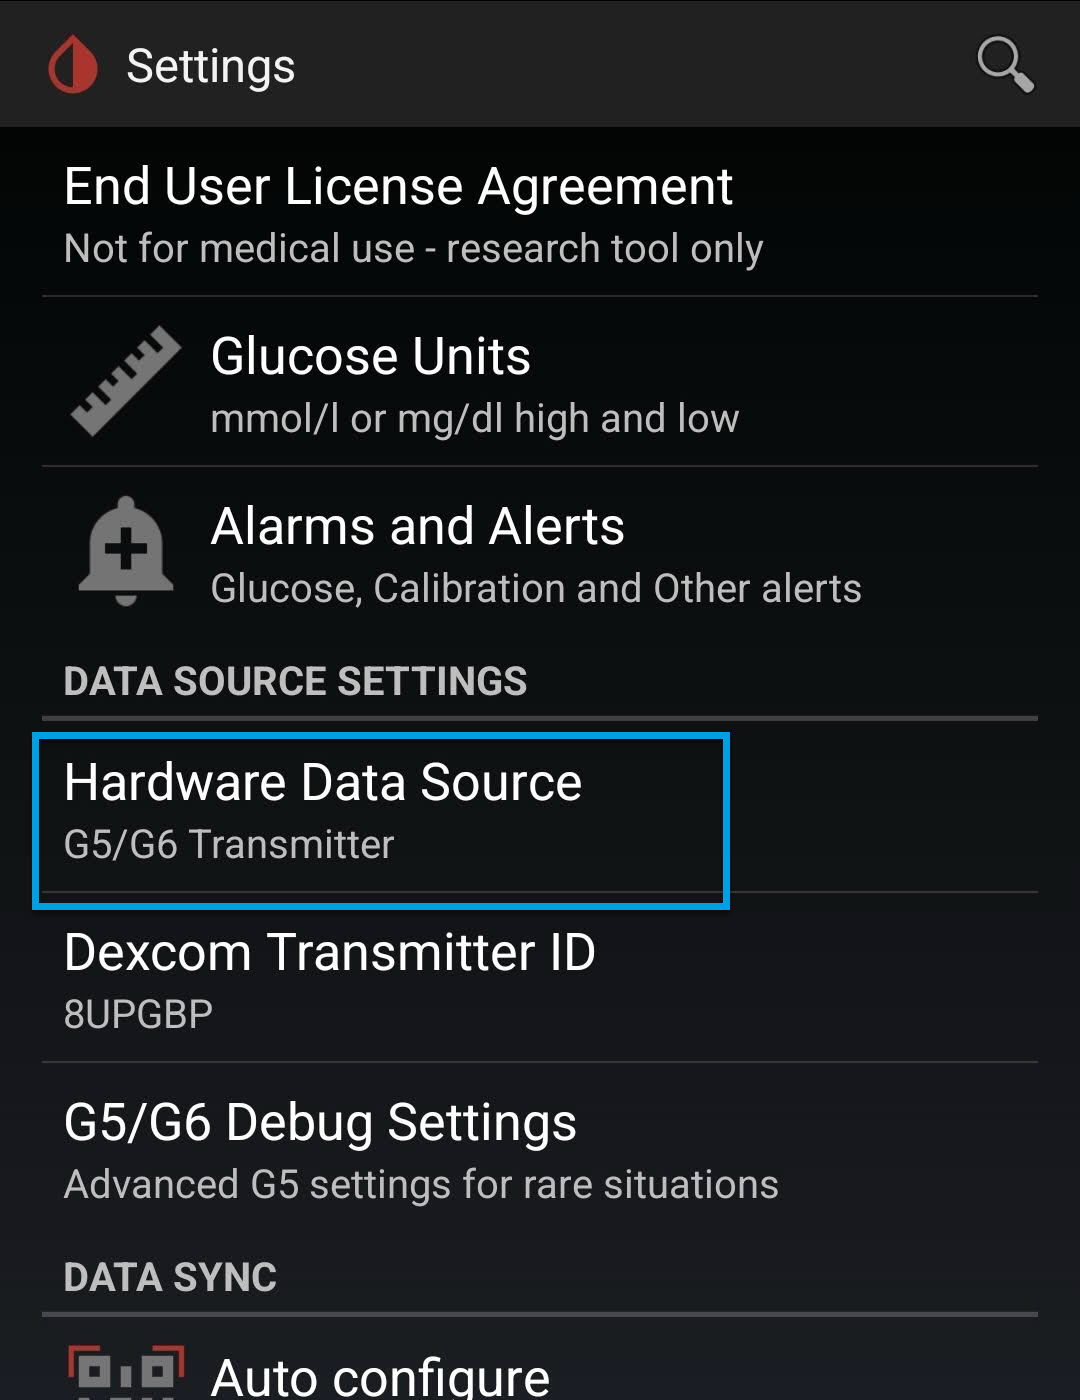 Settings
End User License Agreement
Not for medical use - research tool only
Glucose Units
mmol/l or mg/dl high and low
Alarms and Alerts
Glucose, Calibration and Other alerts
DATA SOURCE SETTINGS
Hardware Data Source
G5/G6 Transmitter
Dexcom Transmitter ID
8UPGBP
G5/G6 Debug Settings
Advanced G5 settings for rare situations
DATA SYNC
Auto configure